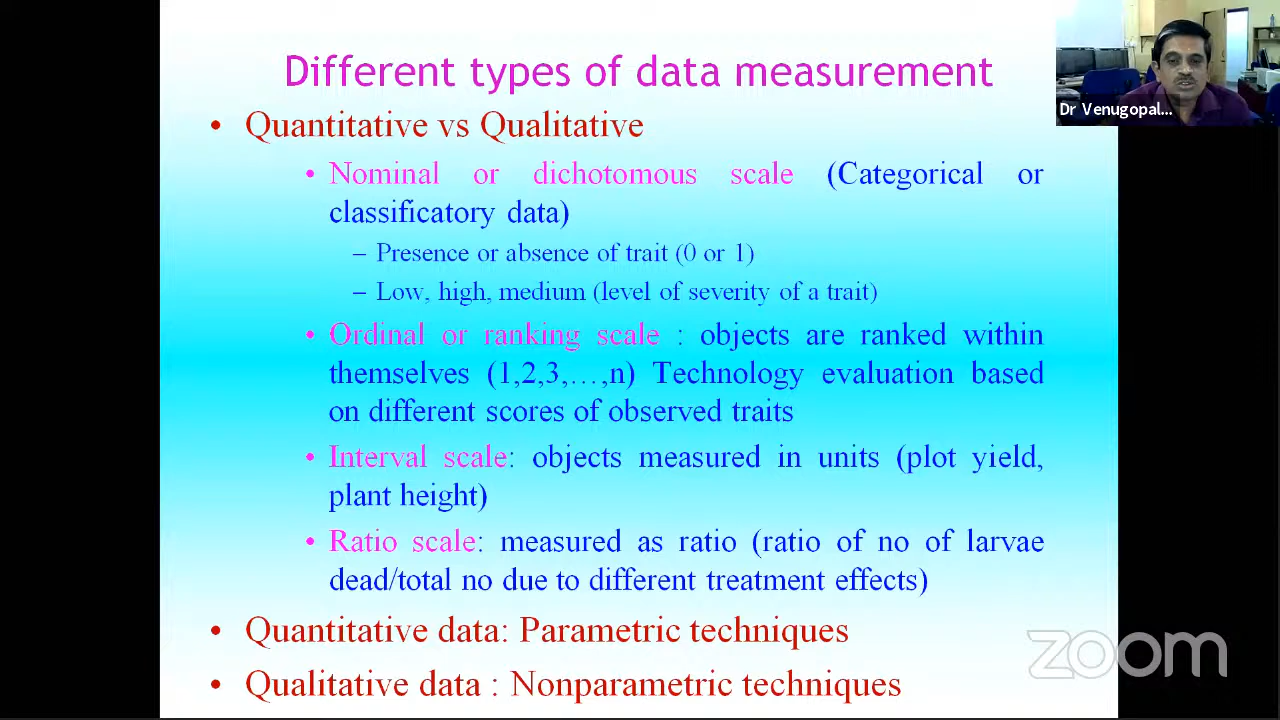 Different types of data measurement
Dr Venugopal...
• Quantitative vs Qualitative
• Nominal or dichotomous scale (Categorical or
classificatory data)
– Presence or absence of trait (0 or 1)
– Low, high, medium (level of severity of a trait)
• Ordinal or ranking scale : objects are ranked within
themselves (1,2,3,…,n) Technology evaluation based
on different scores of observed traits
• Interval scale: objects measured in units (plot yield,
plant height)
• Ratio scale: measured as ratio (ratio of no of larvae
dead/total no due to different treatment effects)
• Quantitative data: Parametric techniques
• Qualitative data : Nonparametric techniques
zoom